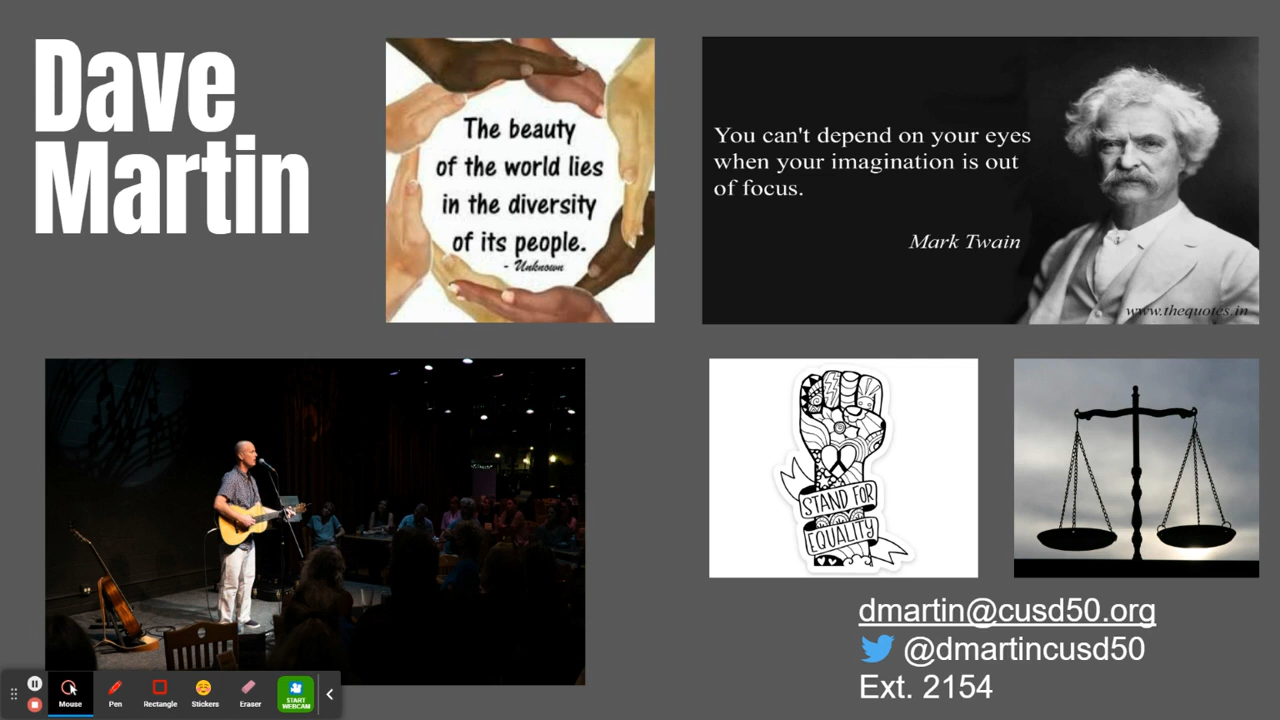 Dave
Martin
The beauty
of the world lies
in the diversity
of its people.
- Unknown
You can't depend on your eyes
when your imagination is out
of focus.
Mark Twain
www.thequotes.in
STAND FOR
EQUALITY
dmartin@cusd50.org
@dmartincusd50
Ext. 2154
Mouse
Pen
Rectangle
Stickers
Eraser
START
WEBCAM